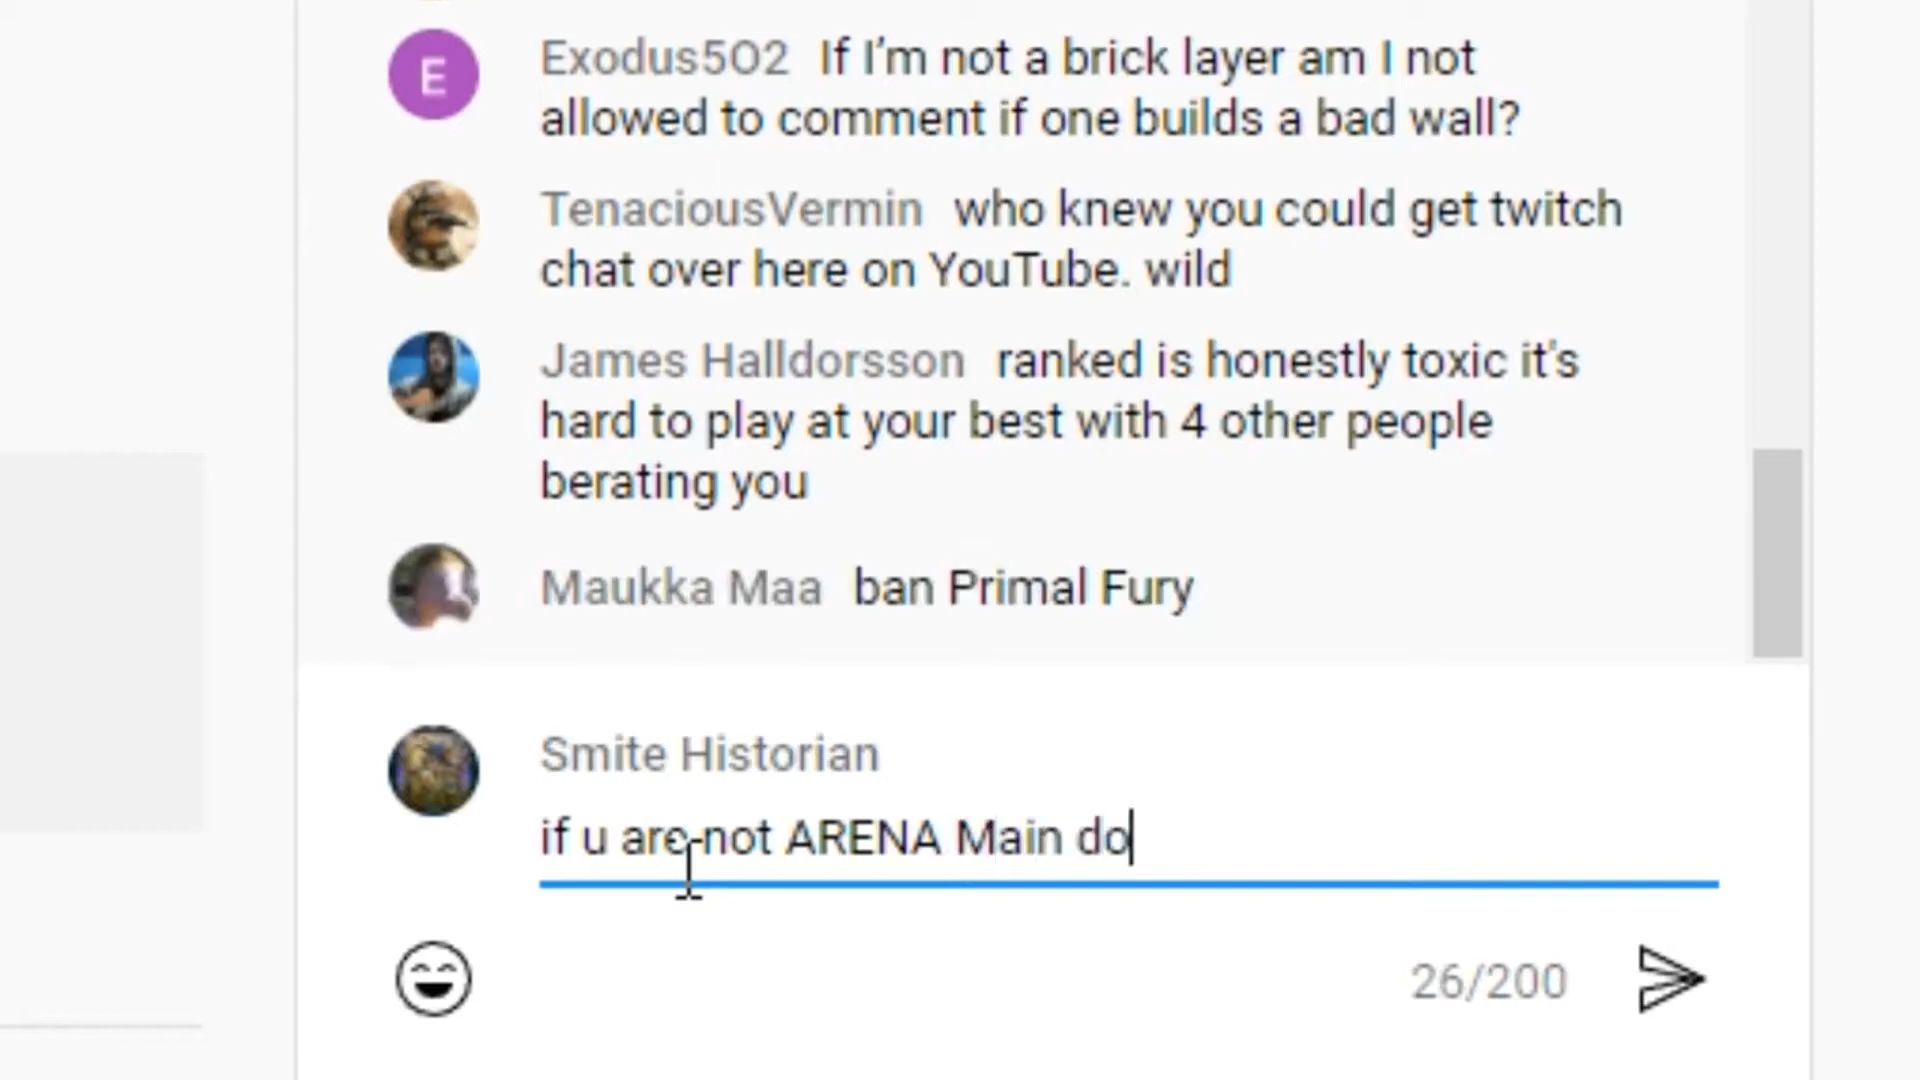 E
Exodus502 If I'm not a brick layer am I not
allowed to comment if one builds a bad wall?
TenaciousVermin who knew you could get twitch
chat over here on YouTube. wild
James Halldorsson ranked is honestly toxic it's
hard to play at your best with 4 other people
berating you
Maukka Maa ban Primal Fury
Smite Historian
if u are not ARENA Main do
26/200